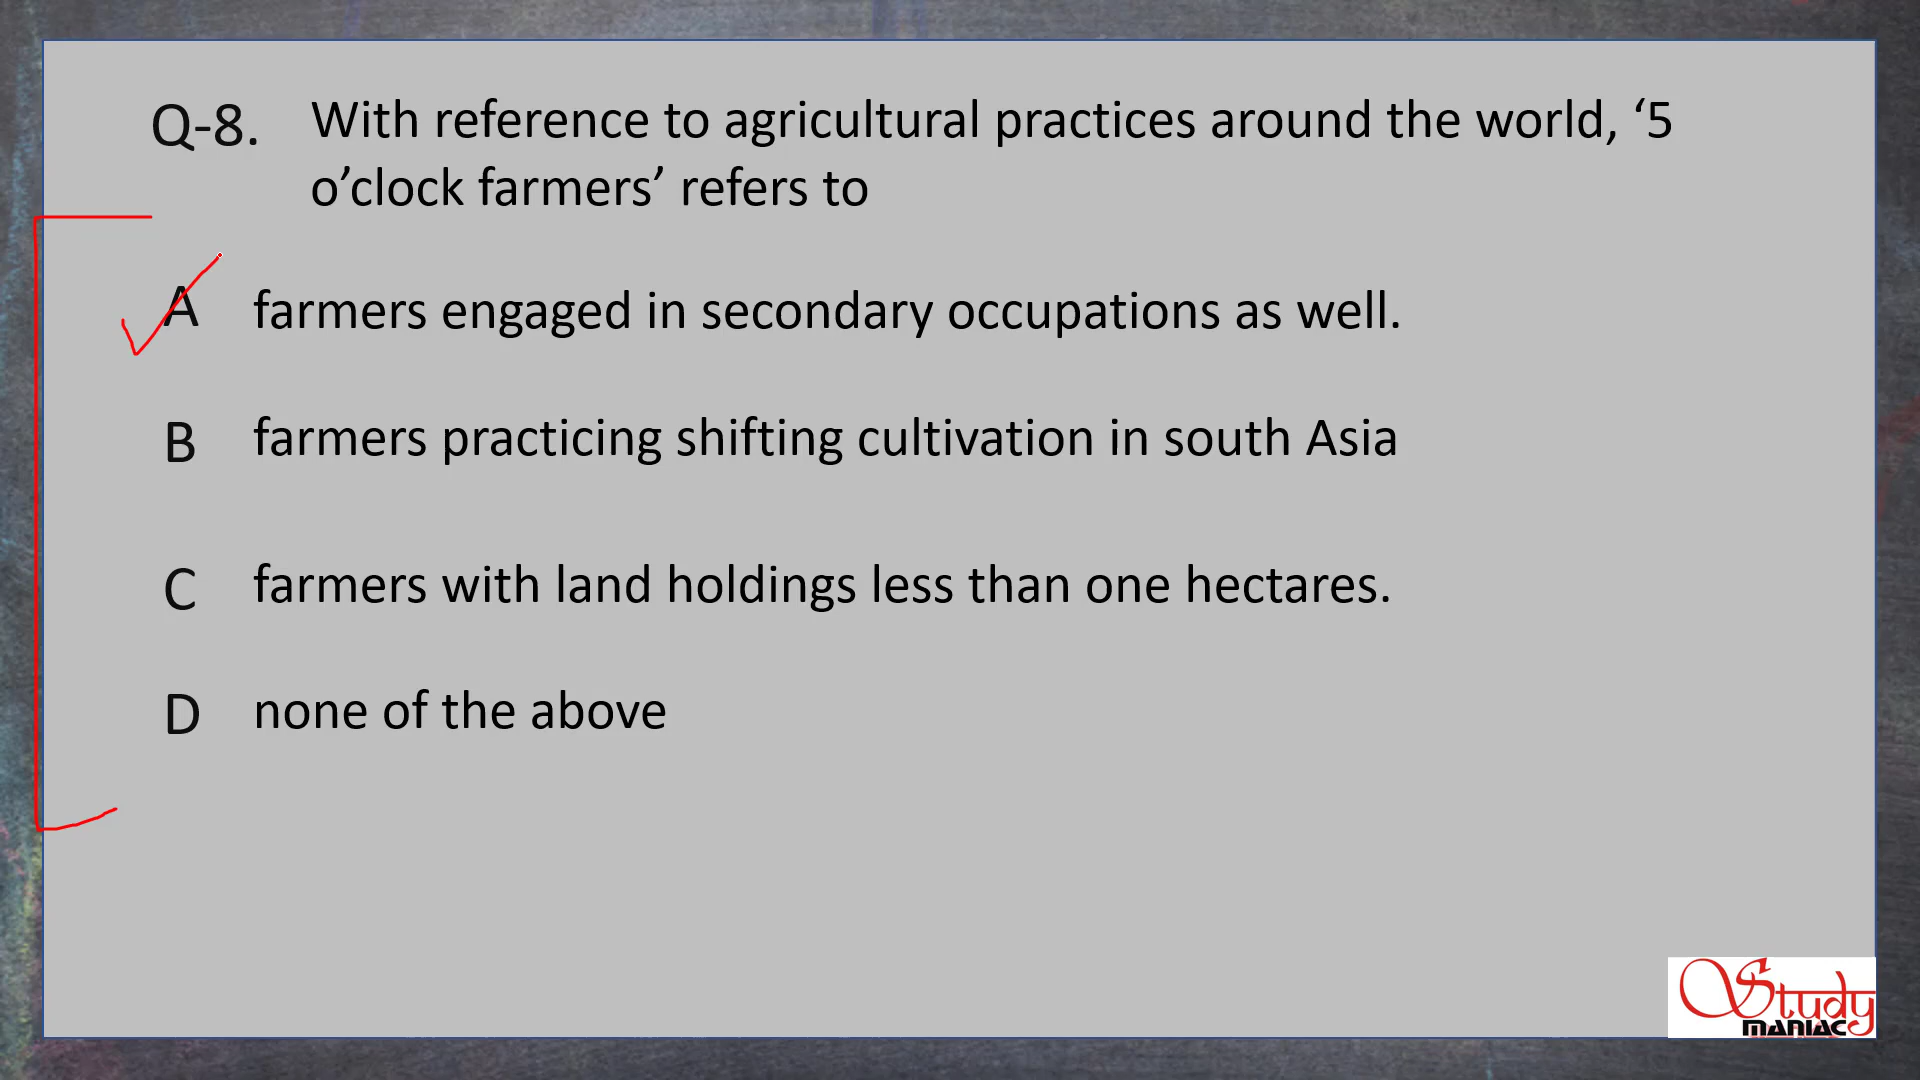 Q-8. With reference to agricultural practices around the world, ‘5
o’clock farmers’ refers to
A farmers engaged in secondary occupations as well.
B farmers practicing shifting cultivation in south Asia
C farmers with land holdings less than one hectares.
D none of the above
Study
MANIAC